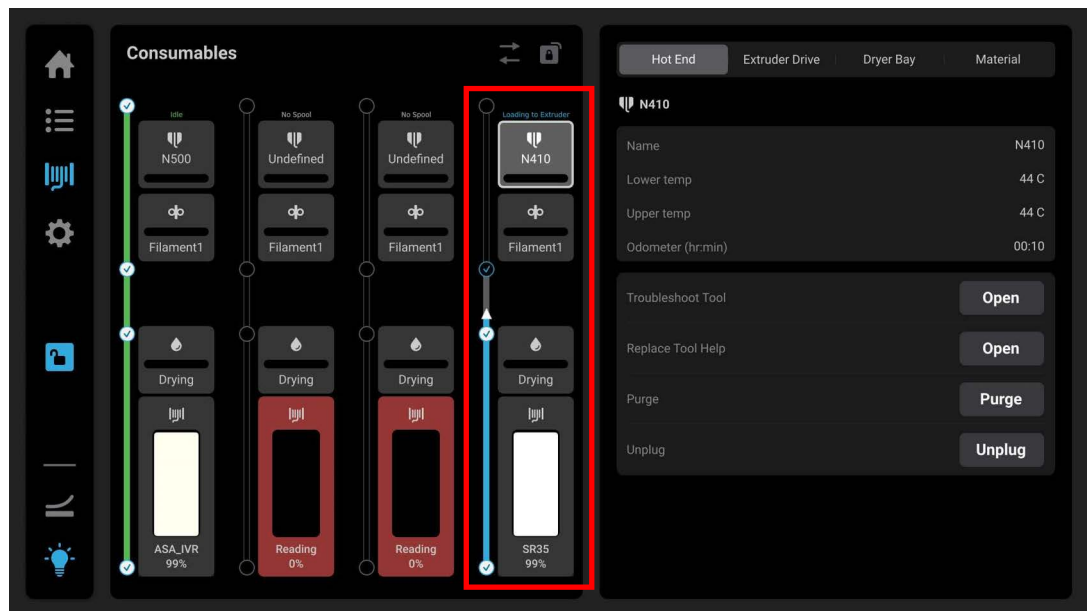 Consumables
Idle
N500
Filament1
Drying
ASA_IVR
99%
No Spool
Undefined
Filament1
Drying
Reading
0%
No Spool
Undefined
Filament1
Drying
Reading
0%
Loading to Extruder
N410
Filament1
Drying
SR35
99%
Hot End Extruder Drive Dryer Bay Material
N410
Name N410
Lower temp 44 C
Upper temp 44 C
Odometer (hr:min) 00:10
Troubleshoot Tool Open
Replace Tool Help Open
Purge Purge
Unplug Unplug